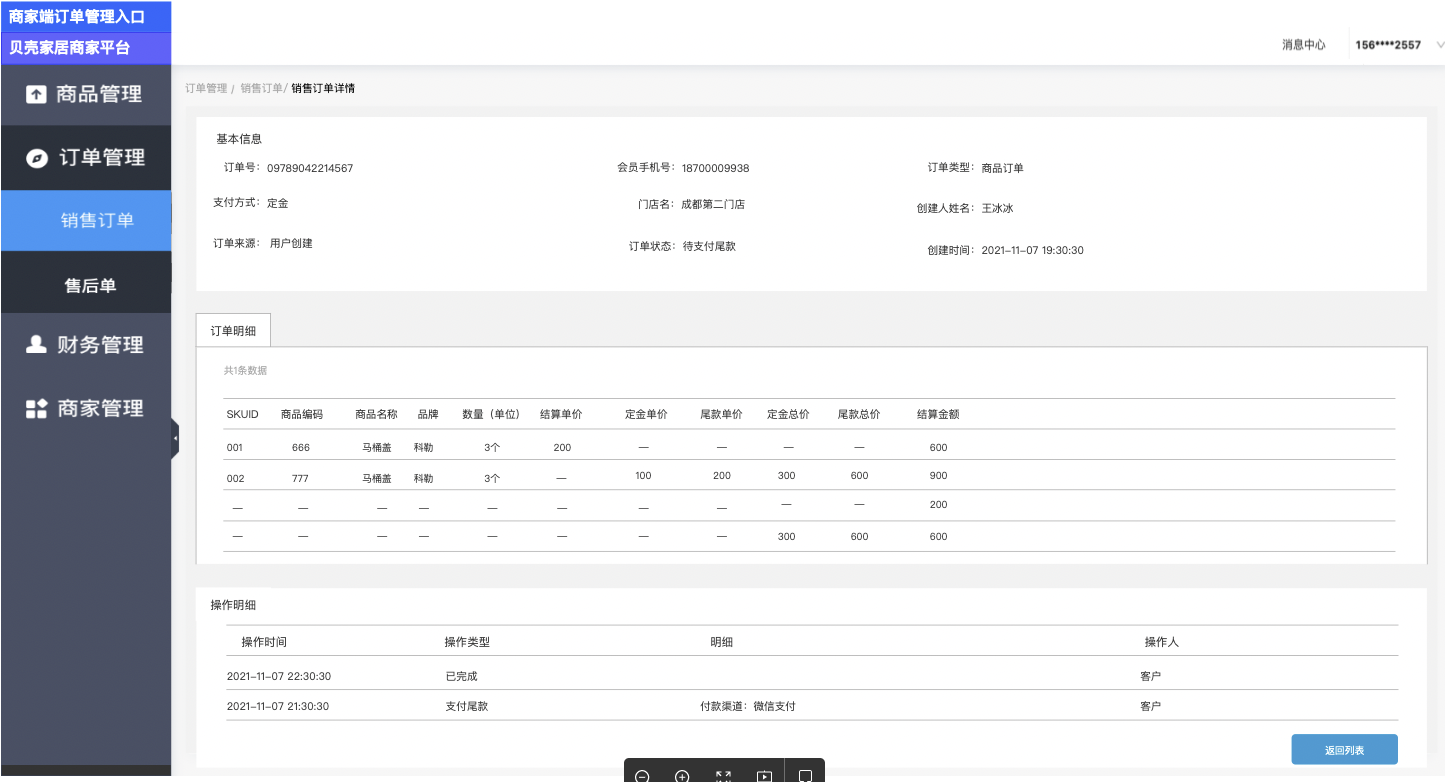 商家端订单管理入口
贝壳家居商家平台
消息中心 156****2557
商品管理
订单管理
销售订单
售后单
财务管理
商家管理
订单管理 / 销售订单/ 销售订单详情
基本信息
订单号: 09789042214567 会员手机号: 18700009938 订单类型: 商品订单
支付方式: 定金 门店名: 成都第二门店 创建人姓名: 王冰冰
订单来源: 用户创建 订单状态: 待支付尾款 创建时间: 2021-11-07 19:30:30
订单明细
共1条数据
SKUID 商品编码 商品名称 品牌 数量(单位) 结算单价 定金单价 尾款单价 定金总价 尾款总价 结算金额
001 666 马桶盖 科勒 3个 200 — — — — 600
002 777 马桶盖 科勒 3个 — 100 200 300 600 900
— — — — — — — — — — 200
— — — — — — — — 300 600 600
操作明细
操作时间 操作类型 明细 操作人
2021-11-07 22:30:30 已完成 客户
2021-11-07 21:30:30 支付尾款 付款渠道: 微信支付 客户
返回列表